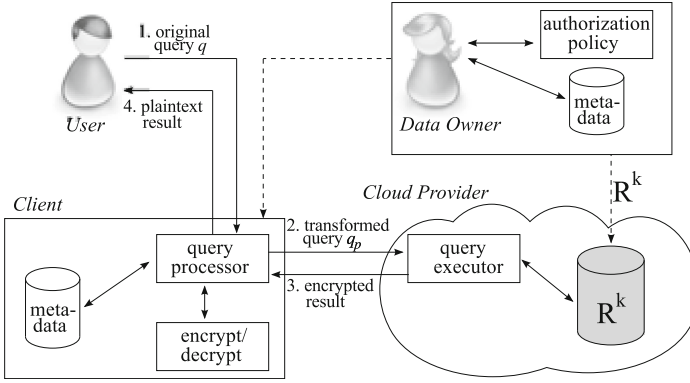 1. original
query q
4. plaintext
result
User
Data Owner
authorization
policy
meta-
data
R^k
Cloud Provider
Client
2. transformed
query q_p
3. encrypted
result
query
processor
meta-
data
encrypt/
decrypt
query
executor
R^k